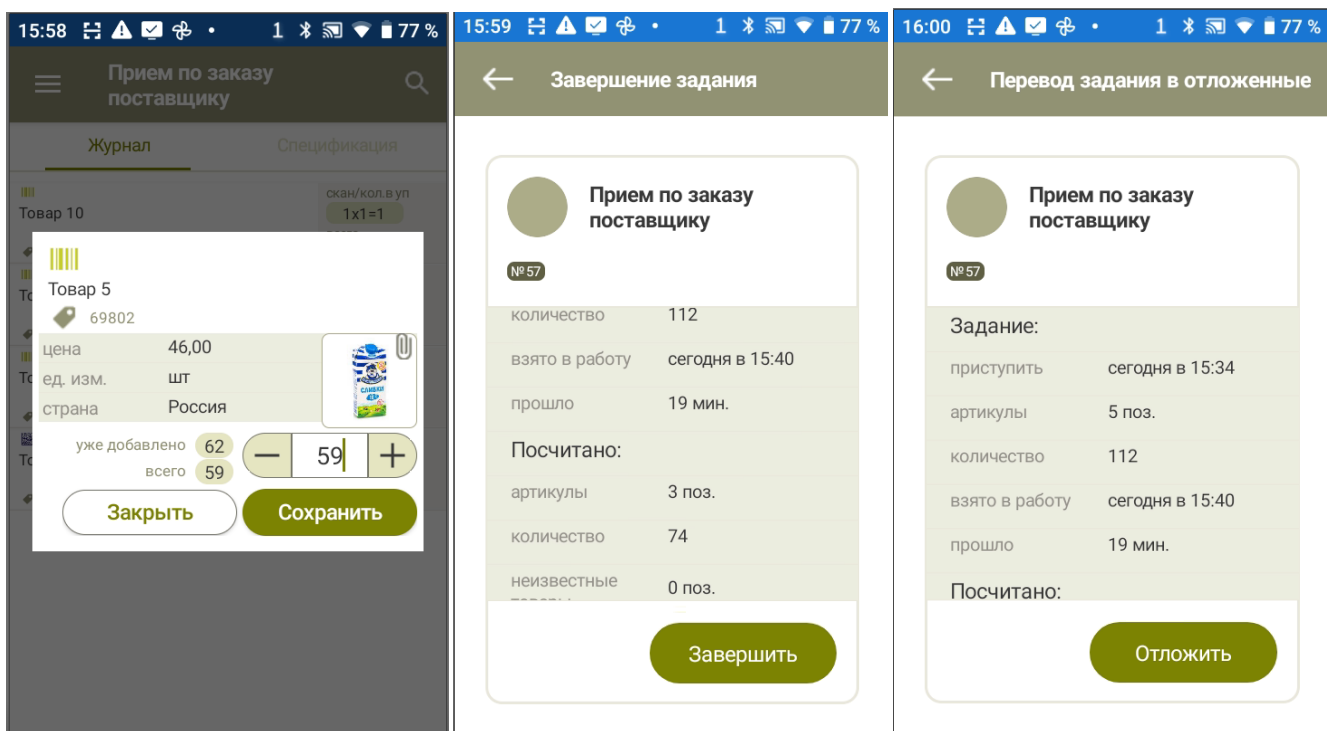 15:58 1 77 %
Прием по заказу
поставщику
Журнал Спецификация
скан/кол.в уп
Товар 10 1x1=1
Товар 5
69802
цена 46,00
ед. изм. шт
страна Россия
СЛИВКИ
уже добавлено 62
всего 59
59
Закрыть Сохранить
15:59 1 77 %
Завершение задания
Прием по заказу
поставщику
№ 57
количество 112
взято в работу сегодня в 15:40
прошло 19 мин.
Посчитано:
артикулы 3 поз.
количество 74
неизвестные 0 поз.
Завершить
16:00 1 77 %
Перевод задания в отложенные
Прием по заказу
поставщику
№ 57
Задание:
приступить сегодня в 15:34
артикулы 5 поз.
количество 112
взято в работу сегодня в 15:40
прошло 19 мин.
Посчитано:
Отложить